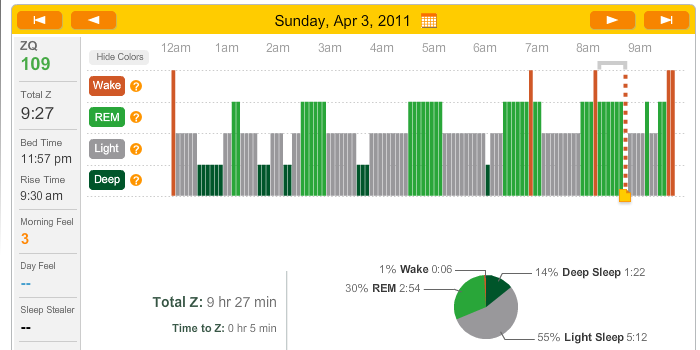 Sunday, Apr 3, 2011
ZQ
109
Total Z
9:27
Bed Time
11:57 pm
Rise Time
9:30 am
Morning Feel
3
Day Feel
--
Sleep Stealer
--
Hide Colors
12am 1am 2am 3am 4am 5am 6am 7am 8am 9am
Wake ?
REM ?
Light ?
Deep ?
Total Z: 9 hr 27 min
Time to Z: 0 hr 5 min
1% Wake 0:06
14% Deep Sleep 1:22
30% REM 2:54
55% Light Sleep 5:12